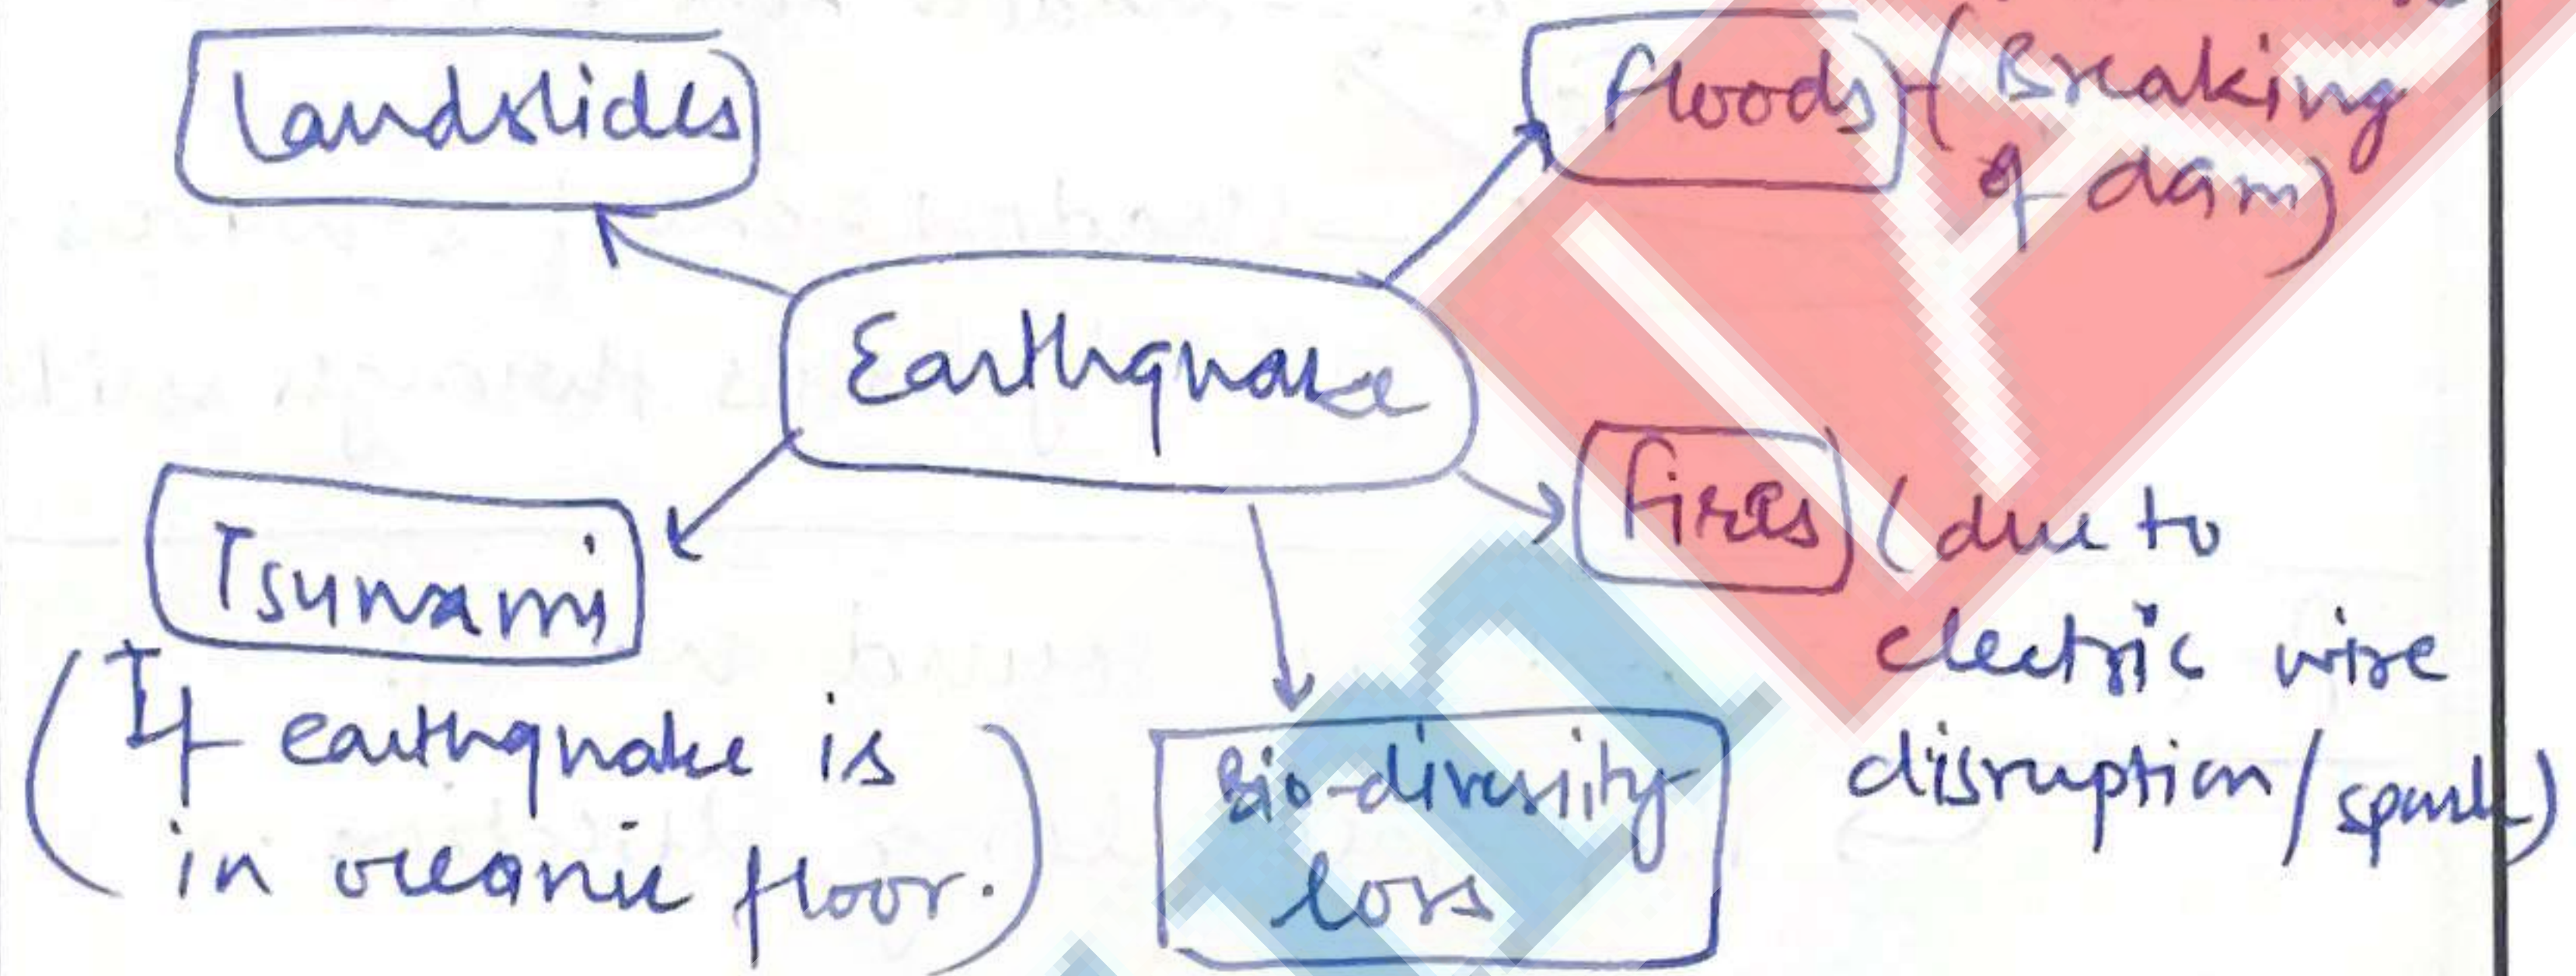 Landslides
floods (Breaking
of dam)
Earthquake
Tsunami
(If earthquake is
in oceanic floor.)
Bio-diversity
loss
fires (due to
electric wire
disruption/spark)